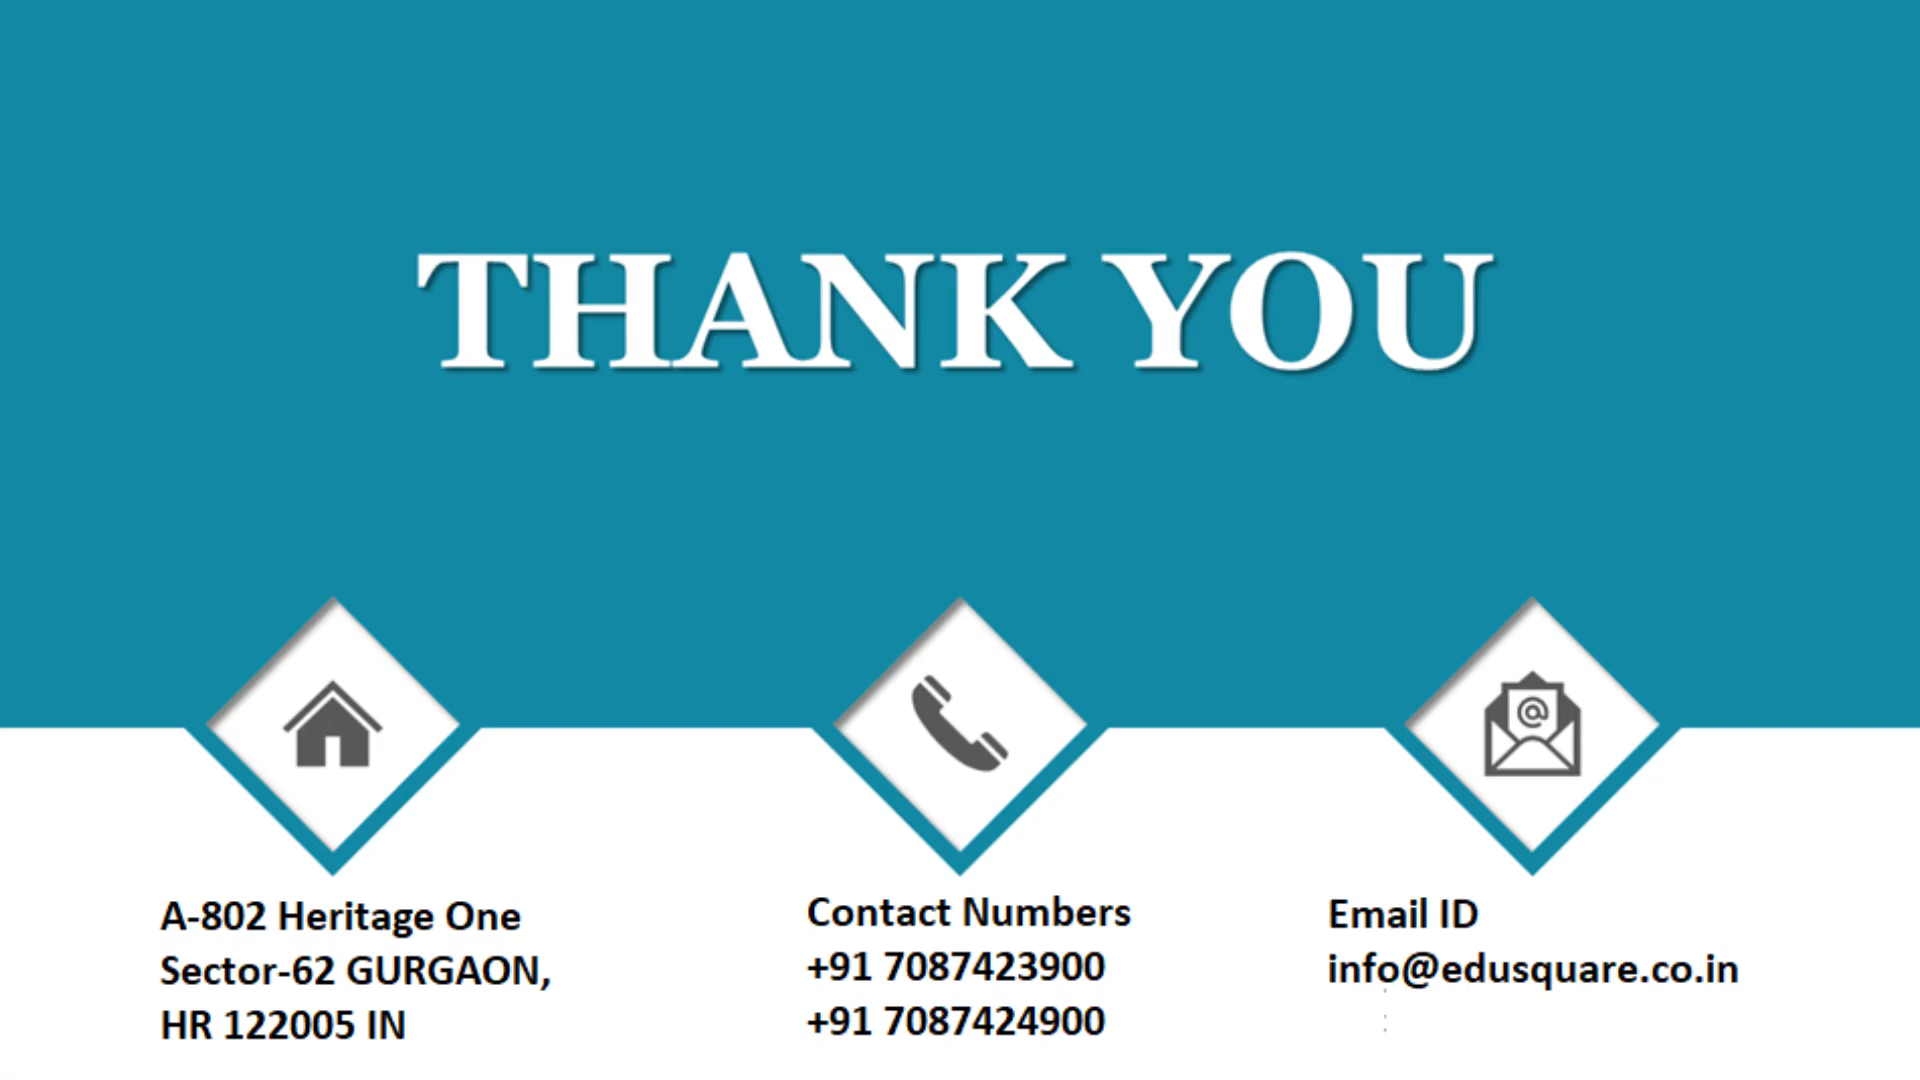 THANK YOU
A-802 Heritage One
Sector-62 GURGAON,
HR 122005 IN
Contact Numbers
+91 7087423900
+91 7087424900
Email ID
info@edusquare.co.in